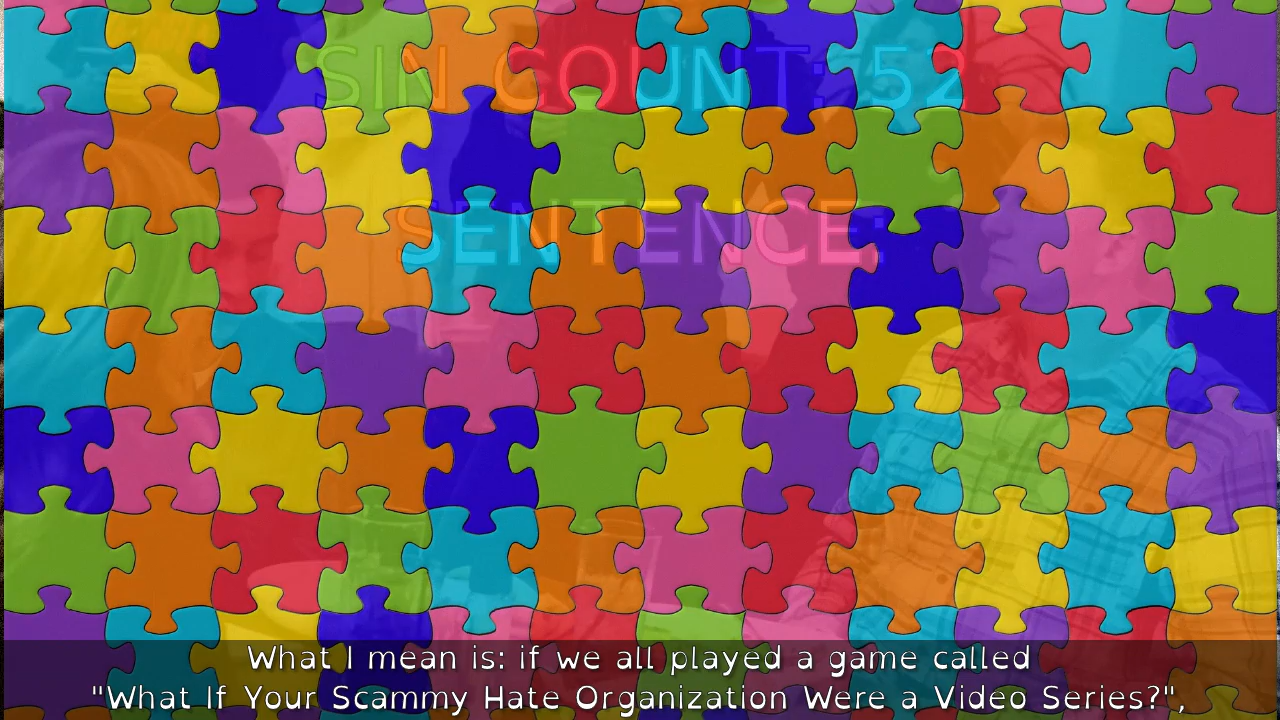 SIN COUNT: 52
SENTENCE:
What I mean is: if we all played a game called
"What If Your Scammy Hate Organization Were a Video Series?",